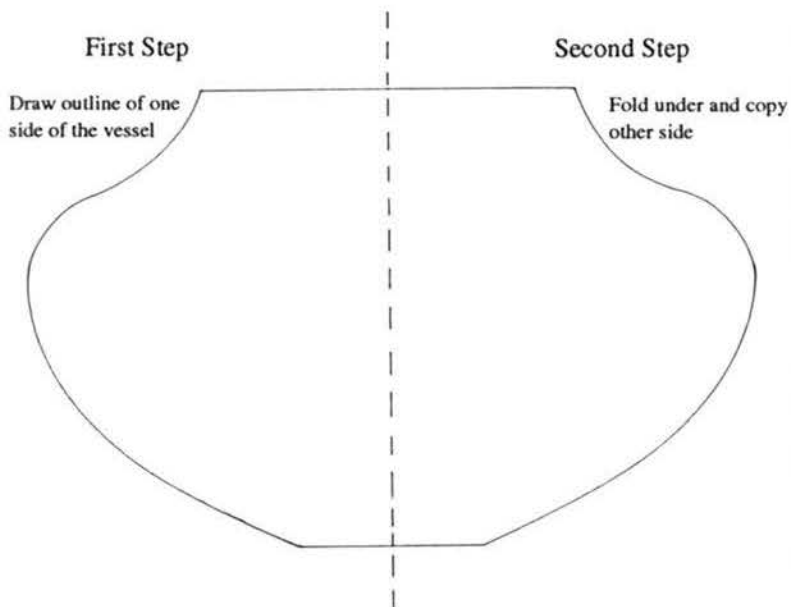 First Step
Draw outline of one
side of the vessel
Second Step
Fold under and copy
other side